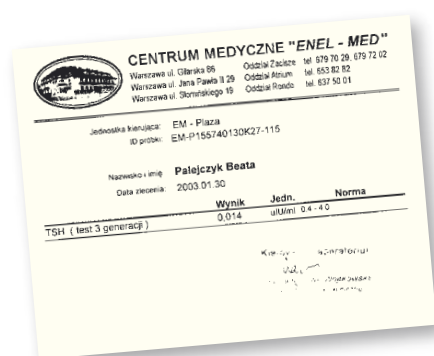 CENTRUM MEDYCZNE "ENEL - MED"
Warszawa ul. Gilarska 86 Oddział Zacisze tel 679 70 29, 679 72 02
Warszawa ul. Jana Pawła II 29 Oddział Atrium tel. 653 82 82
Warszawa ul. Słomińskiego 19 Oddział Rondo tel. 637 50 01
Jednostka kierująca: EM - Plaza
ID próbki: EM-P155740130K27-115
Nazwisko i imię Palejczyk Beata
Data zlecenia: 2003.01.30
Wynik Jedn. Norma
TSH ( test 3 generacji ) 0,014 uIU/ml 0.4 - 4.0